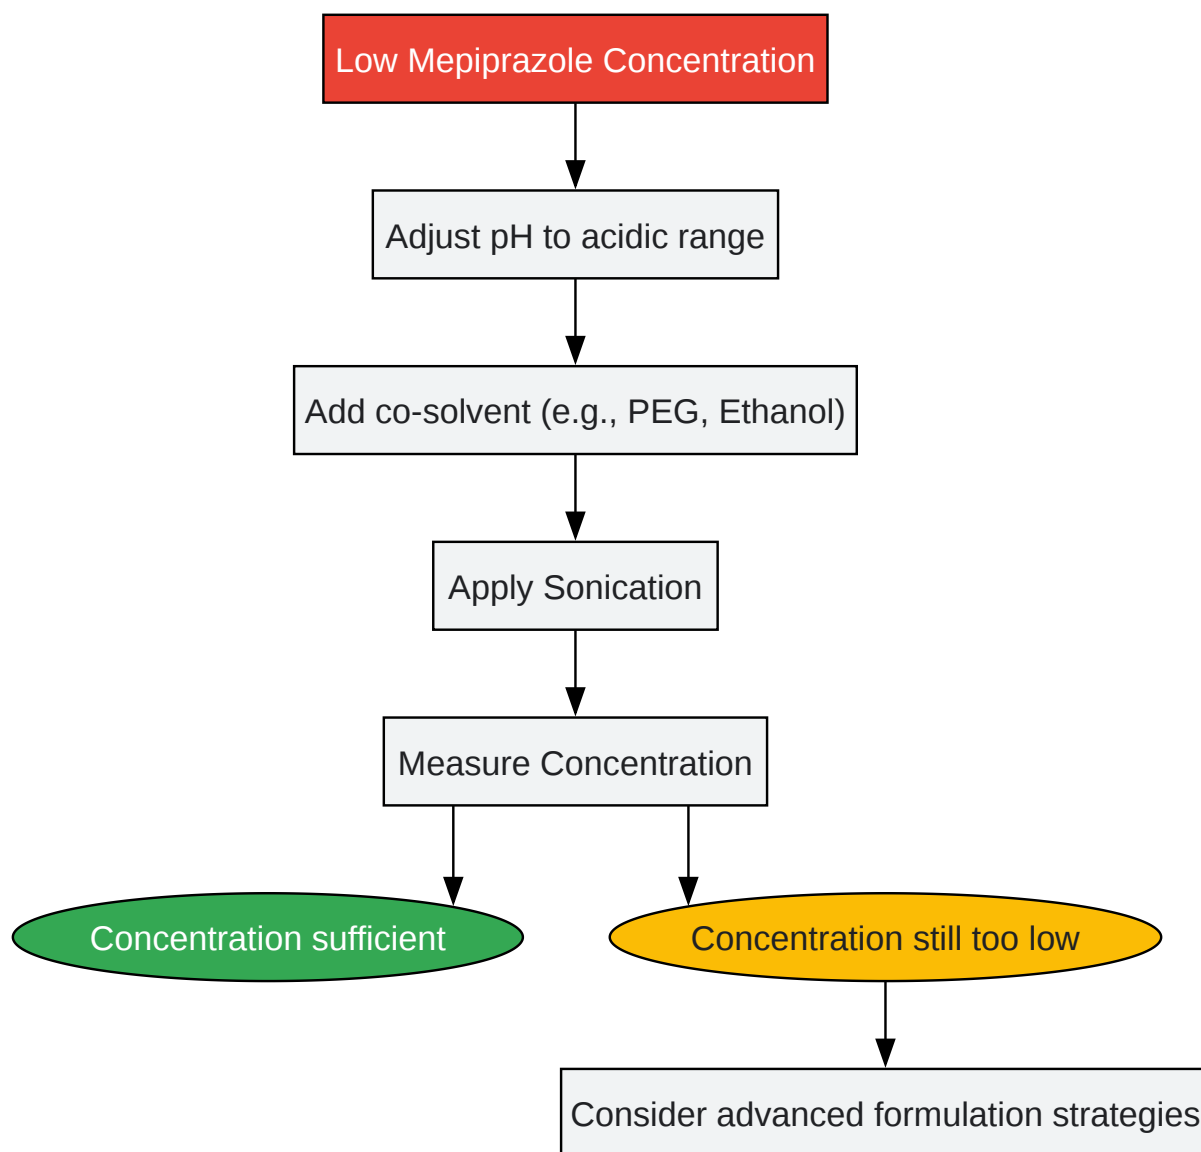 Low Mepiprazole Concentration
Adjust pH to acidic range
Add co-solvent (e.g., PEG, Ethanol)
Apply Sonication
Measure Concentration
Concentration sufficient
Concentration still too low
Consider advanced formulation strategies